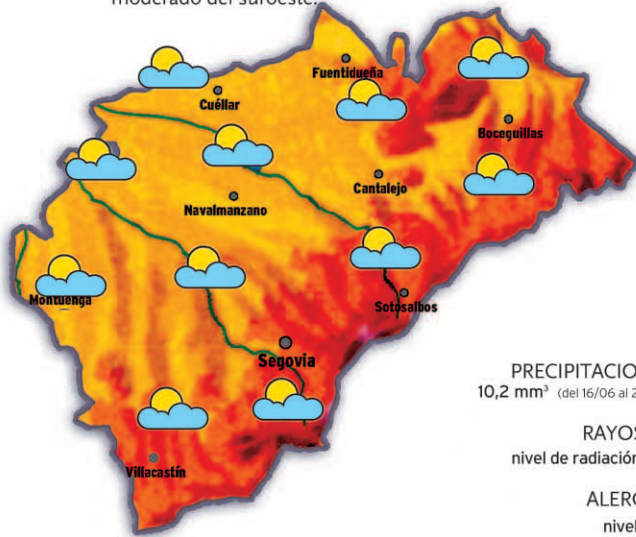 moderado del suroeste.
Fuentidueña
Cuéllar
Boceguillas
Cantalejo
Navalmanzano
Montuenga
Sotosalbos
Segovia
PRECIPITACIO
10,2 mm³ (del 16/06 al 2
RAYOS
nivel de radiación
ALERG
nivel
Villacastín